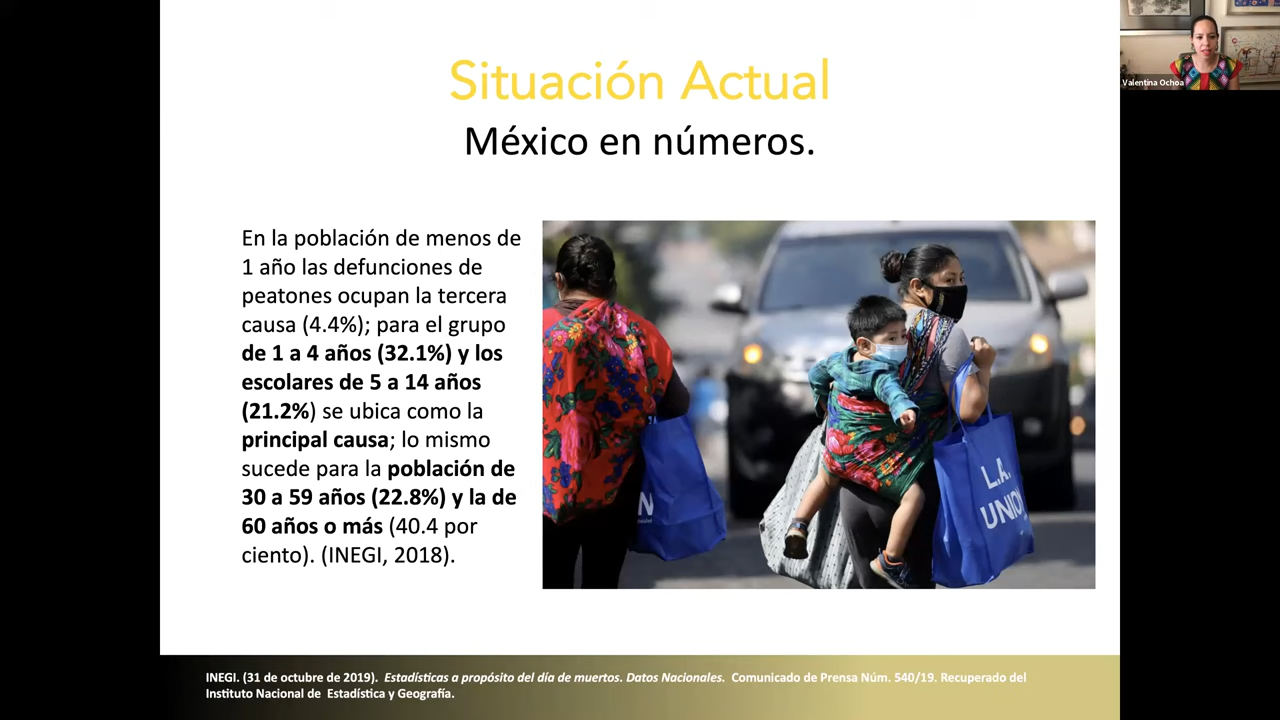 Situación Actual
México en números.
Valentina Ochoa
En la población de menos de
1 año las defunciones de
peatones ocupan la tercera
causa (4.4%); para el grupo
de 1 a 4 años (32.1%) y los
escolares de 5 a 14 años
(21.2%) se ubica como la
principal causa; lo mismo
sucede para la población de
30 a 59 años (22.8%) y la de
60 años o más (40.4 por
ciento). (INEGI, 2018).
N
L.A.
UNION
INEGI. (31 de octubre de 2019). Estadísticas a propósito del día de muertos. Datos Nacionales. Comunicado de Prensa Núm. 540/19. Recuperado del
Instituto Nacional de Estadística y Geografía.